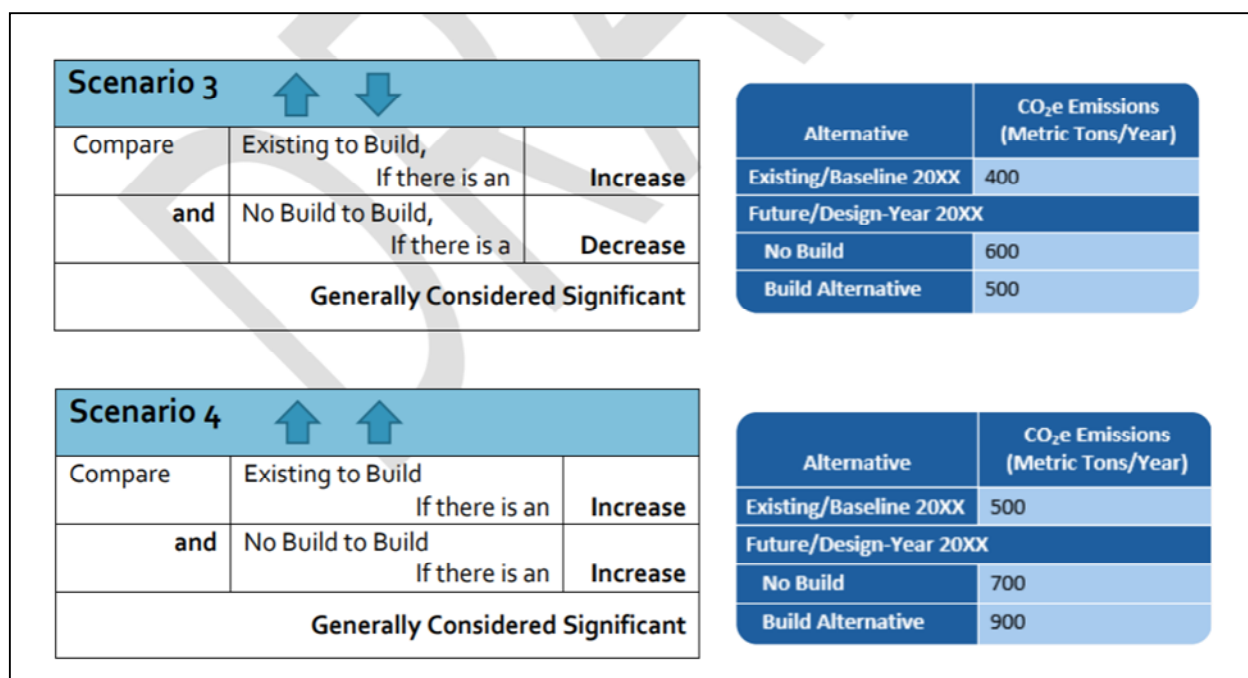 Scenario 3
Compare Existing to Build,
If there is an Increase
and No Build to Build,
If there is a Decrease
Generally Considered Significant
Alternative CO₂e Emissions
(Metric Tons/Year)
Existing/Baseline 20XX 400
Future/Design-Year 20XX
No Build 600
Build Alternative 500
Scenario 4
Compare Existing to Build
If there is an Increase
and No Build to Build
If there is an Increase
Generally Considered Significant
Alternative CO₂e Emissions
(Metric Tons/Year)
Existing/Baseline 20XX 500
Future/Design-Year 20XX
No Build 700
Build Alternative 900